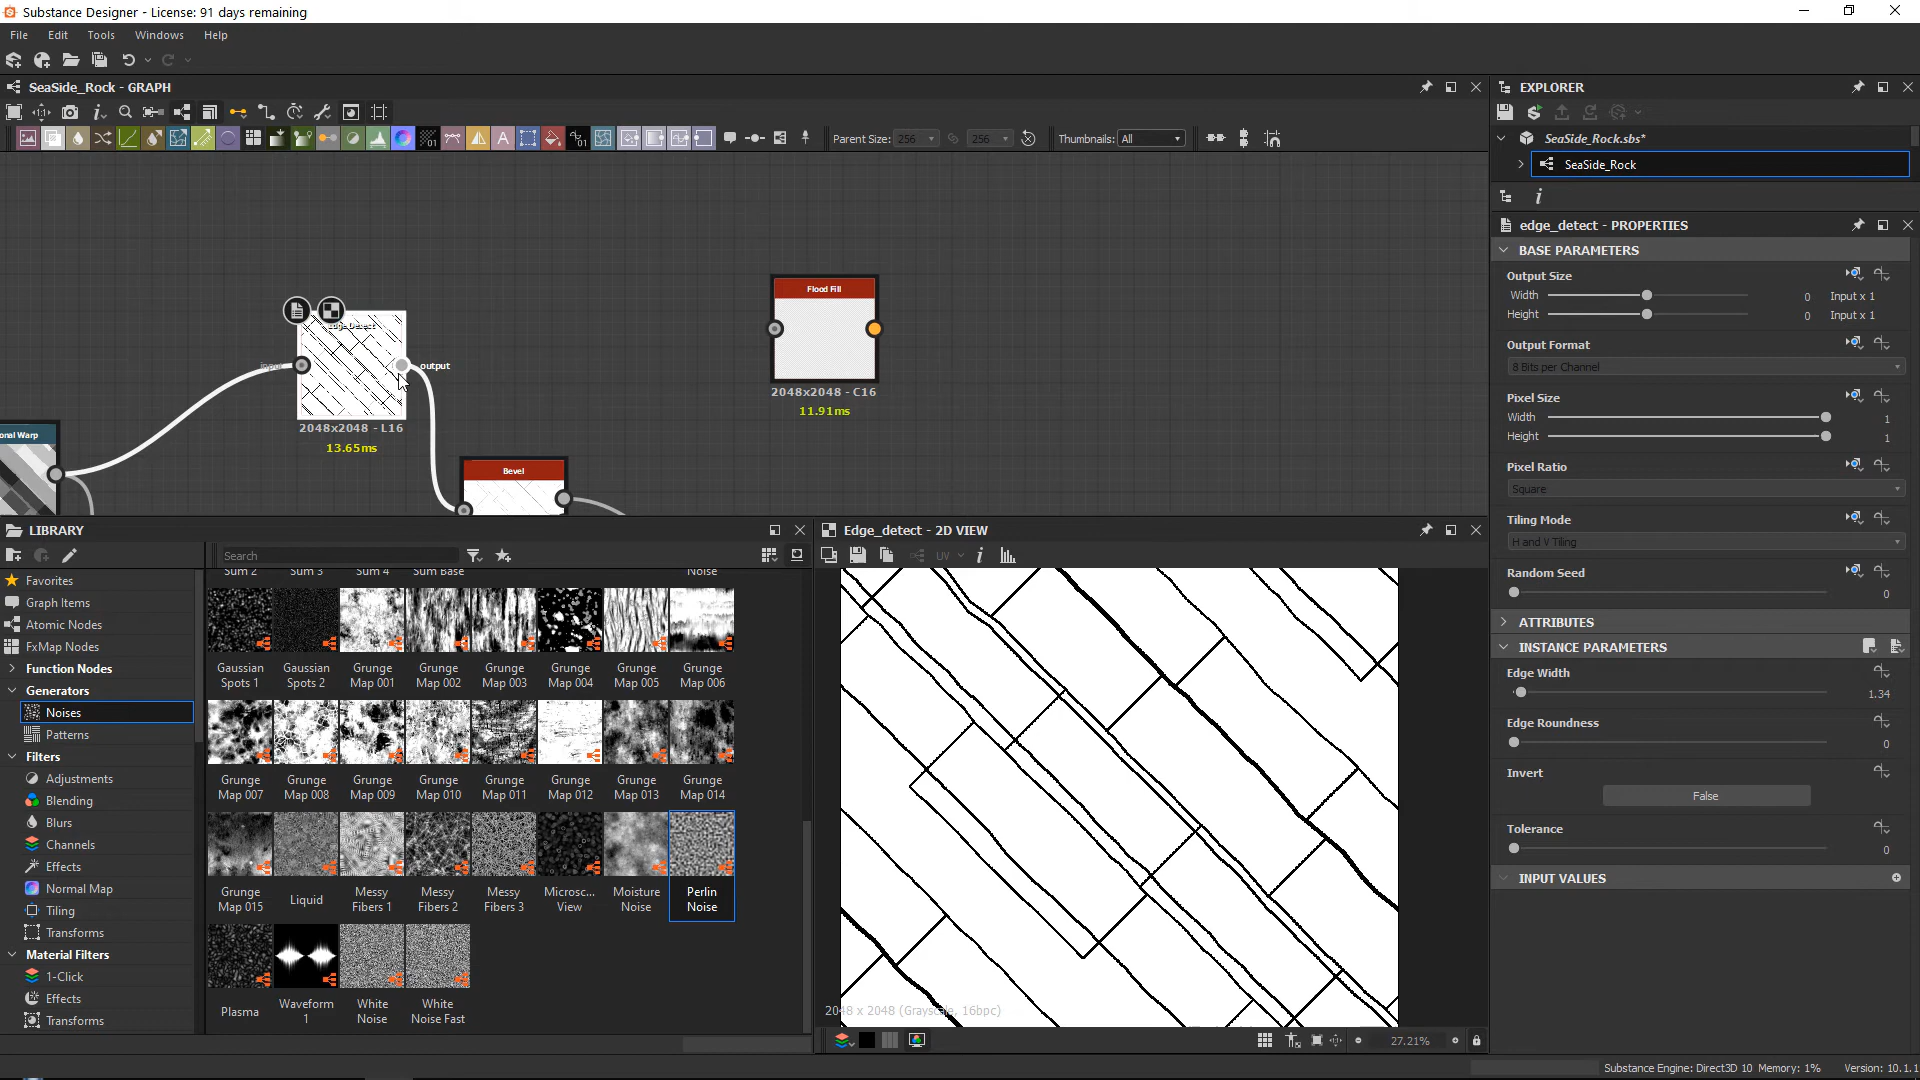 Substance Designer - License: 91 days remaining
File Edit Tools Windows Help
SeaSide_Rock - GRAPH
Parent Size: 256 256 Thumbnails: All
Edge Detect
input
output
2048x2048 - L16
13.65ms
onal Warp
Bevel
Flood Fill
2048x2048 - C16
11.91ms
LIBRARY
Search
Favorites
Graph Items
Atomic Nodes
FxMap Nodes
Function Nodes
Generators
Noises
Patterns
Filters
Adjustments
Blending
Blurs
Channels
Effects
Normal Map
Tiling
Transforms
Material Filters
1-Click
Effects
Transforms
Sum 2 Sum 3 Sum 4 Sum Base Noise
Gaussian Spots 1
Gaussian Spots 2
Grunge Map 001
Grunge Map 002
Grunge Map 003
Grunge Map 004
Grunge Map 005
Grunge Map 006
Grunge Map 007
Grunge Map 008
Grunge Map 009
Grunge Map 010
Grunge Map 011
Grunge Map 012
Grunge Map 013
Grunge Map 014
Grunge Map 015
Liquid
Messy Fibers 1
Messy Fibers 2
Messy Fibers 3
Microsc... View
Moisture Noise
Perlin Noise
Plasma
Waveform 1
White Noise
White Noise Fast
Edge_detect - 2D VIEW
UV
2048 x 2048 (Grayscale, 16bpc)
27.21%
EXPLORER
SeaSide_Rock.sbs*
SeaSide_Rock
edge_detect - PROPERTIES
BASE PARAMETERS
Output Size
Width 0 Input x 1
Height 0 Input x 1
Output Format
8 Bits per Channel
Pixel Size
Width 1
Height 1
Pixel Ratio
Square
Tiling Mode
H and V Tiling
Random Seed
0
ATTRIBUTES
INSTANCE PARAMETERS
Edge Width
1.34
Edge Roundness
0
Invert
False
Tolerance
0
INPUT VALUES
Substance Engine: Direct3D 10 Memory: 1% Version: 10.1.1